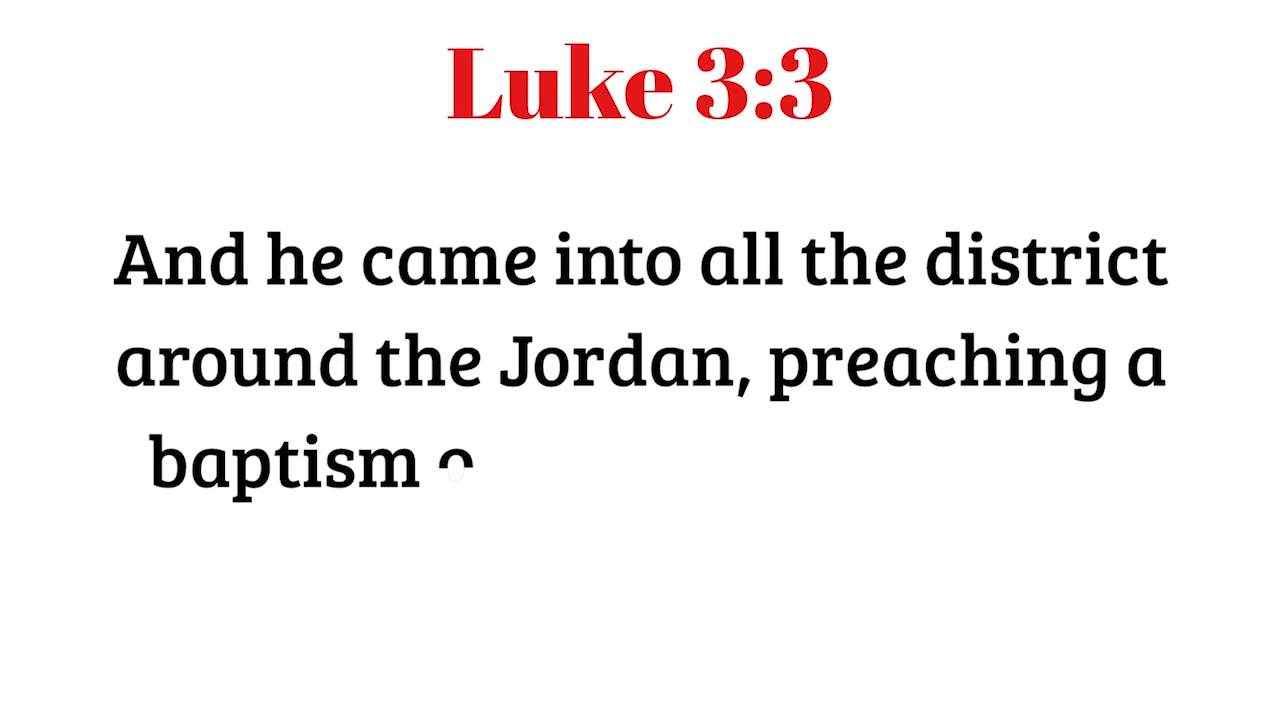 Luke 3:3
And he came into all the district
around the Jordan, preaching a
baptism